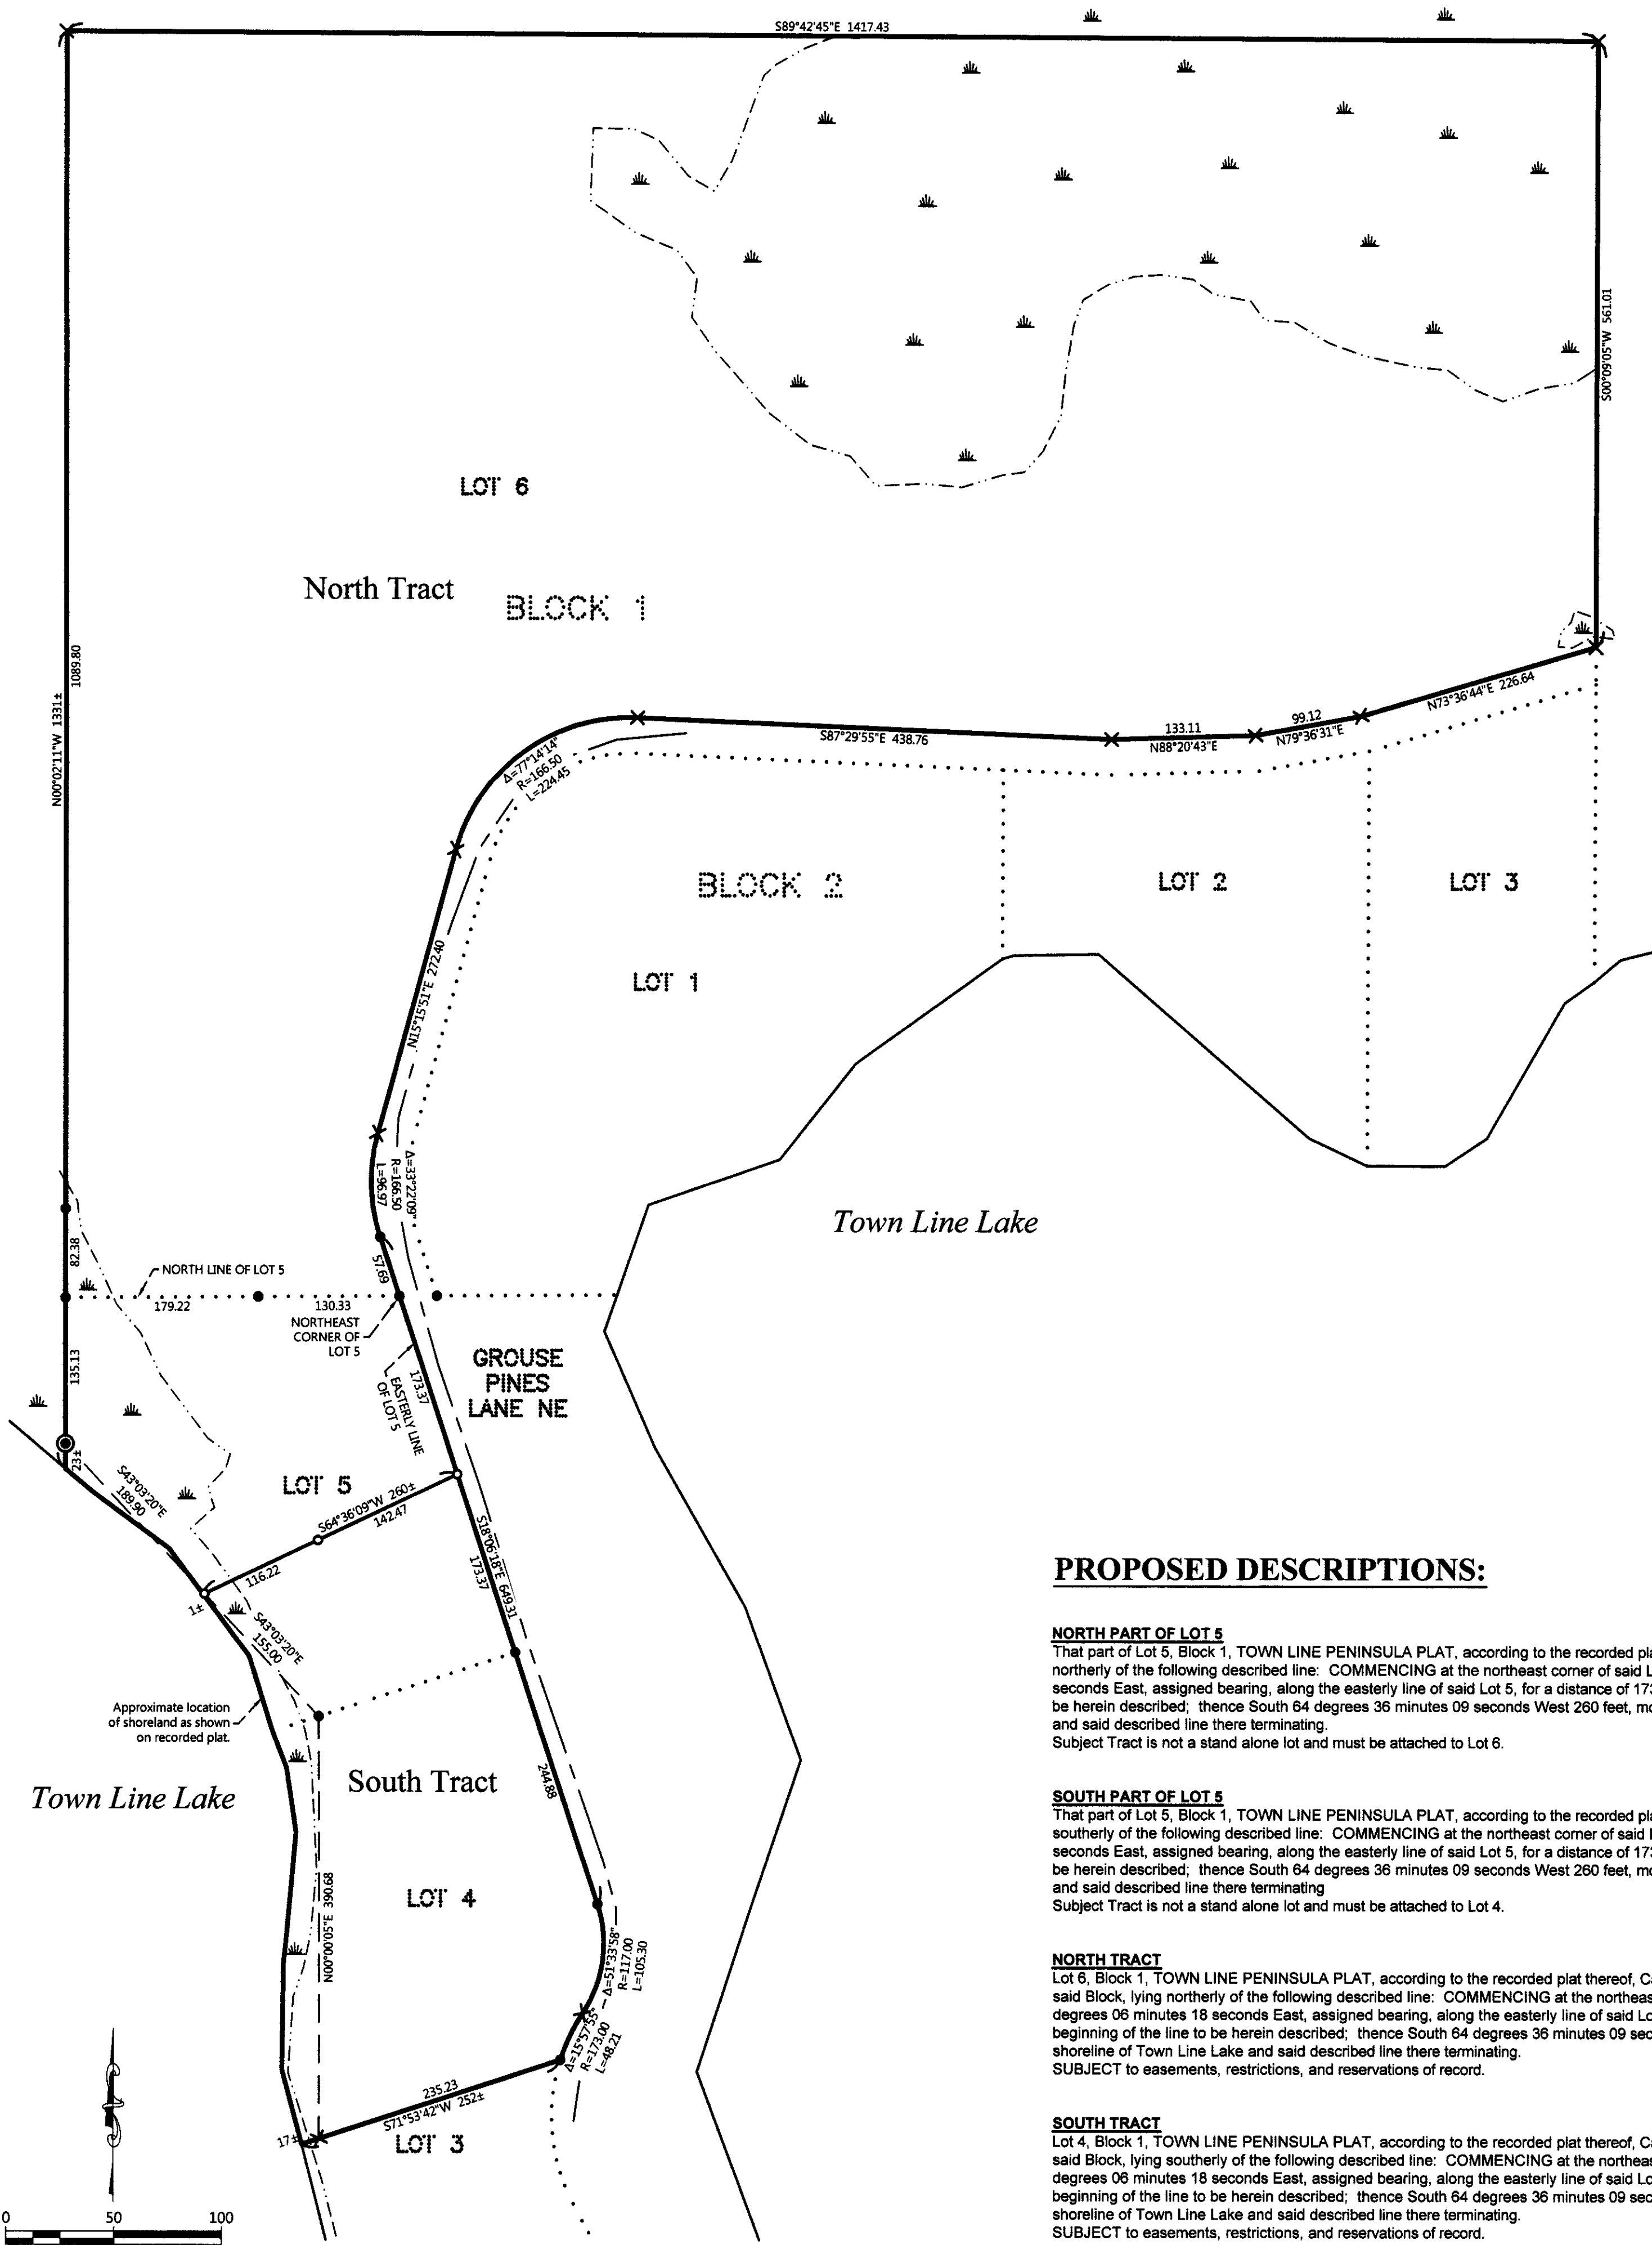 S89°42'45"E 1417.43
S00°09'05"W 561.01
LOT 6
North Tract
BLOCK 1
N00°02'11"W 1331±
1089.80
N73°36'44"E 226.64
99.12
N79°36'31"E
133.11
N88°20'43"E
S87°29'55"E 438.76
Δ=77°14'14"
R=166.50
L=224.45
BLOCK 2
LOT 2
LOT 3
LOT 1
N15°15'51"E 272.40
Δ=33°22'09"
R=166.50
L=96.97
Town Line Lake
82.38
57.69
NORTH LINE OF LOT 5
179.22
130.33
NORTHEAST
CORNER OF
LOT 5
135.13
GROUSE
PINES
LANE NE
173.37
EASTERLY LINE
OF LOT 5
23±
S43°03'20"E
189.90
LOT 5
S64°36'09"W 260±
142.47
116.22
1±
S18°06'18"E 649.31
173.37
S43°03'20"E
155.00
Approximate location
of shoreland as shown
on recorded plat.
Town Line Lake
South Tract
244.88
LOT 4
N00°00'05"E 390.68
Δ=51°33'58"
R=117.00
L=105.30
Δ=15°57'55"
R=173.00
L=48.21
235.23
S71°53'42"W 252±
17±
LOT 3
0 50 100
PROPOSED DESCRIPTIONS:
NORTH PART OF LOT 5
That part of Lot 5, Block 1, TOWN LINE PENINSULA PLAT, according to the recorded pla
northerly of the following described line: COMMENCING at the northeast corner of said L
seconds East, assigned bearing, along the easterly line of said Lot 5, for a distance of 173
be herein described; thence South 64 degrees 36 minutes 09 seconds West 260 feet, mo
and said described line there terminating.
Subject Tract is not a stand alone lot and must be attached to Lot 6.
SOUTH PART OF LOT 5
That part of Lot 5, Block 1, TOWN LINE PENINSULA PLAT, according to the recorded pla
southerly of the following described line: COMMENCING at the northeast corner of said L
seconds East, assigned bearing, along the easterly line of said Lot 5, for a distance of 173
be herein described; thence South 64 degrees 36 minutes 09 seconds West 260 feet, mo
and said described line there terminating
Subject Tract is not a stand alone lot and must be attached to Lot 4.
NORTH TRACT
Lot 6, Block 1, TOWN LINE PENINSULA PLAT, according to the recorded plat thereof, Ca
said Block, lying northerly of the following described line: COMMENCING at the northeas
degrees 06 minutes 18 seconds East, assigned bearing, along the easterly line of said Lo
beginning of the line to be herein described; thence South 64 degrees 36 minutes 09 sec
shoreline of Town Line Lake and said described line there terminating.
SUBJECT to easements, restrictions, and reservations of record.
SOUTH TRACT
Lot 4, Block 1, TOWN LINE PENINSULA PLAT, according to the recorded plat thereof, Ca
said Block, lying southerly of the following described line: COMMENCING at the northeas
degrees 06 minutes 18 seconds East, assigned bearing, along the easterly line of said Lo
beginning of the line to be herein described; thence South 64 degrees 36 minutes 09 sec
shoreline of Town Line Lake and said described line there terminating.
SUBJECT to easements, restrictions, and reservations of record.